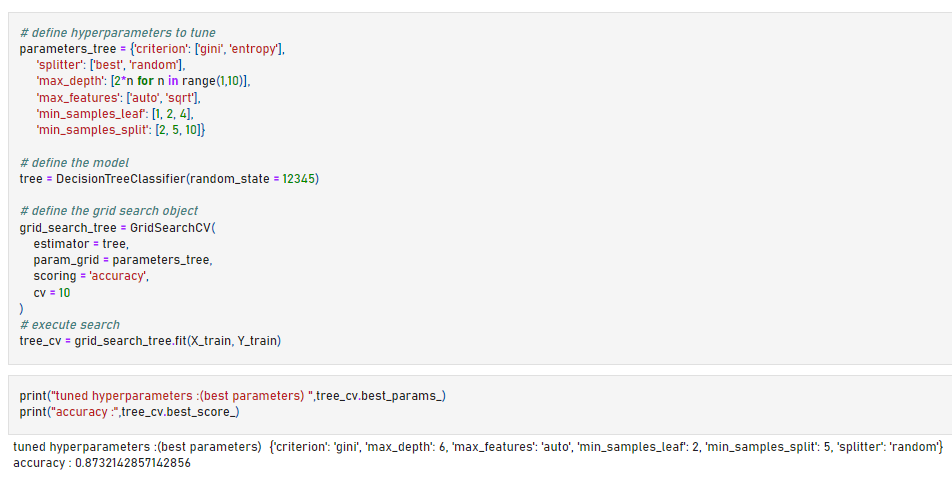 # define hyperparameters to tune
parameters_tree = {'criterion': ['gini', 'entropy'],
     'splitter': ['best', 'random'],
     'max_depth': [2*n for n in range(1,10)],
     'max_features': ['auto', 'sqrt'],
     'min_samples_leaf': [1, 2, 4],
     'min_samples_split': [2, 5, 10]}

# define the model
tree = DecisionTreeClassifier(random_state = 12345)

# define the grid search object
grid_search_tree = GridSearchCV(
    estimator = tree,
    param_grid = parameters_tree,
    scoring = 'accuracy',
    cv = 10
)
# execute search
tree_cv = grid_search_tree.fit(X_train, Y_train)

print("tuned hyperparameters :(best parameters) ",tree_cv.best_params_)
print("accuracy :",tree_cv.best_score_)

tuned hyperparameters :(best parameters)  {'criterion': 'gini', 'max_depth': 6, 'max_features': 'auto', 'min_samples_leaf': 2, 'min_samples_split': 5, 'splitter': 'random'}
accuracy : 0.8732142857142856